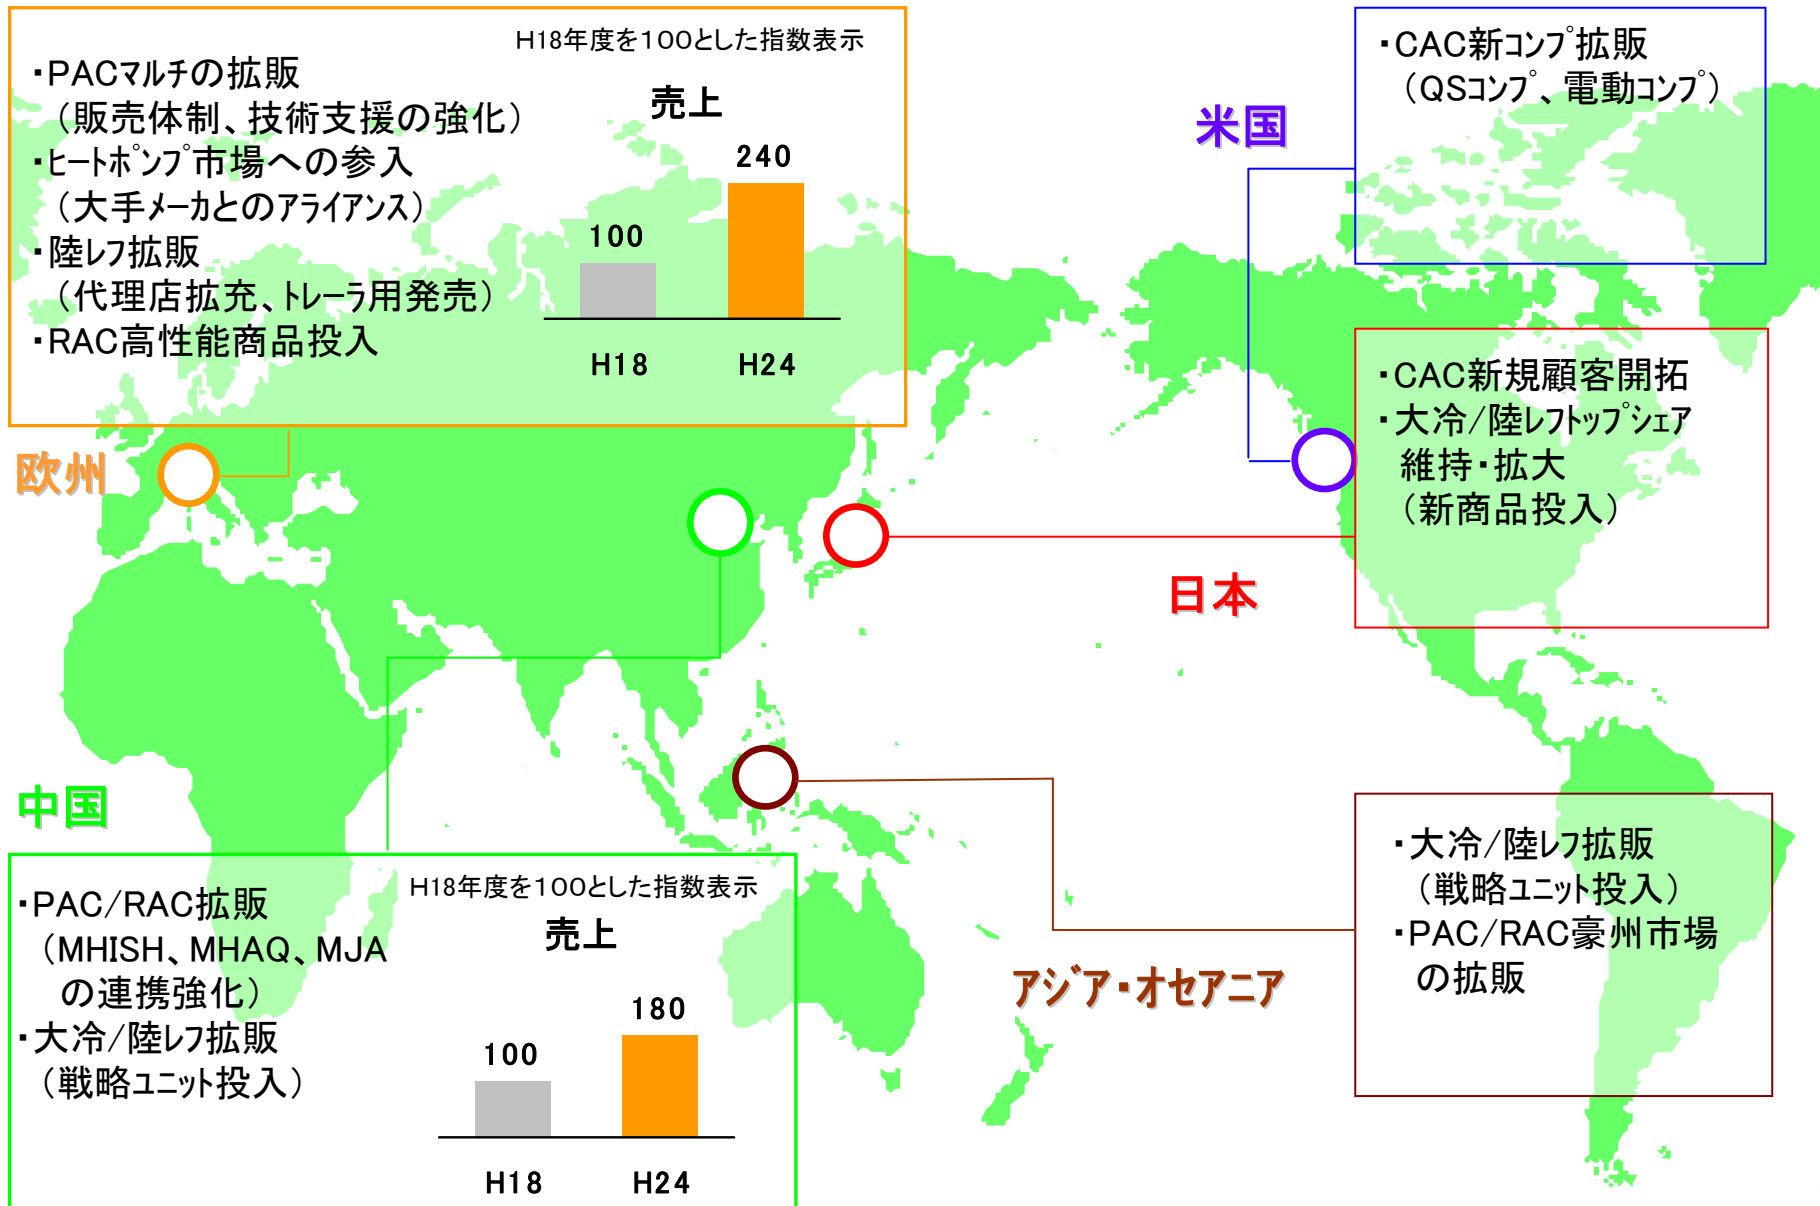 H18年度を100とした指数表示
・PACマルチの拡販
（販売体制、技術支援の強化）
・ヒートポンプ市場への参入
（大手メーカとのアライアンス）
・陸レフ拡販
（代理店拡充、トレーラ用発売）
・RAC高性能商品投入
売上
240
100
H18
H24
欧州
・CAC新コンプ拡販
（QSコンプ、電動コンプ）
米国
・CAC新規顧客開拓
・大冷/陸レフトップシェア
維持・拡大
（新商品投入）
日本
中国
H18年度を100とした指数表示
・PAC/RAC拡販
（MHISH、MHAQ、MJA
の連携強化）
・大冷/陸レフ拡販
（戦略ユニット投入）
売上
180
100
H18
H24
アジア・オセアニア
・大冷/陸レフ拡販
（戦略ユニット投入）
・PAC/RAC豪州市場
の拡販